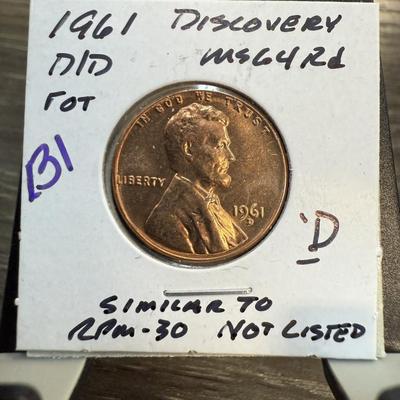 1961 DISCOVERY
D/D MS64Rd
FOT
B1
IN GOD WE TRUST
LIBERTY
1961
D
'D
SIMILAR TO
RPM-30 NOT LISTED